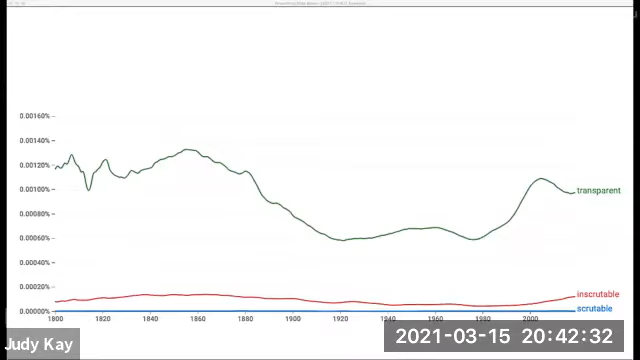 0.00160%
0.00140%
0.00120%
0.00100%
0.00080%
0.00060%
0.00040%
0.00020%
0.00000%
transparent
inscrutable
scrutable
1800 1820 1840 1860 1880 1900 1920 1940 1960 1980 2000
Judy Kay
2021-03-15 20:42:32